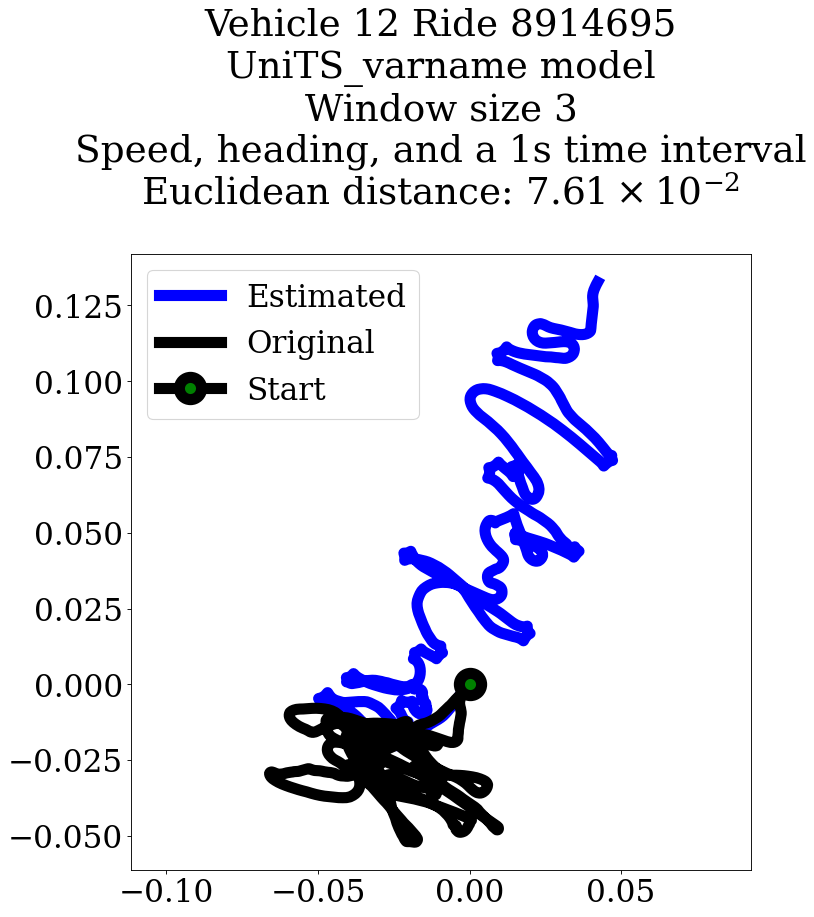 Vehicle 12 Ride 8914695
UniTS_varname model
Window size 3
Speed, heading, and a 1s time interval
Euclidean distance: 7.61 × 10⁻²
Estimated
Original
Start
0.125
0.100
0.075
0.050
0.025
0.000
−0.025
−0.050
−0.10
−0.05
0.00
0.05